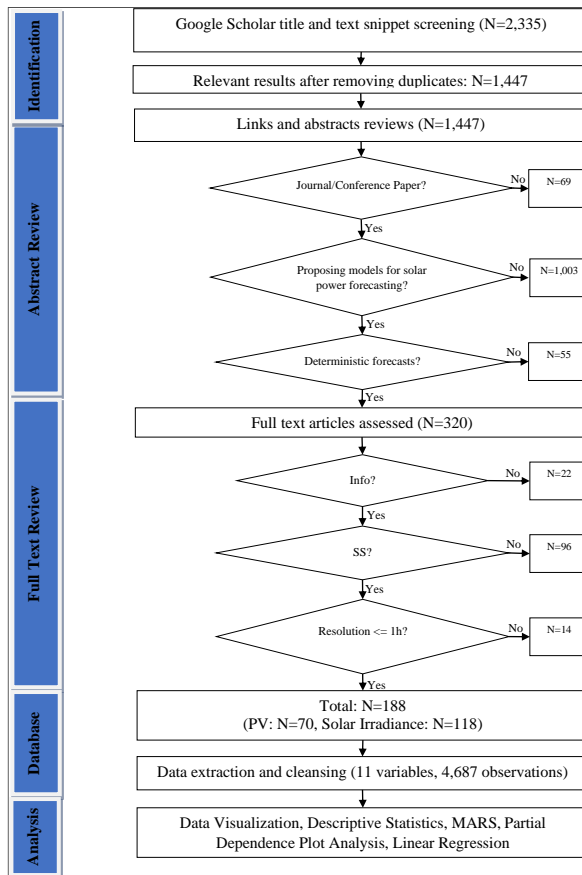 Identification
Google Scholar title and text snippet screening (N=2,335)
Relevant results after removing duplicates: N=1,447
Abstract Review
Links and abstracts reviews (N=1,447)
Journal/Conference Paper?
No
N=69
Yes
Proposing models for solar
power forecasting?
No
N=1,003
Yes
Deterministic forecasts?
No
N=55
Yes
Full Text Review
Full text articles assessed (N=320)
Info?
No
N=22
Yes
SS?
No
N=96
Yes
Resolution <= 1h?
No
N=14
Yes
Database
Total: N=188
(PV: N=70, Solar Irradiance: N=118)
Data extraction and cleansing (11 variables, 4,687 observations)
Analysis
Data Visualization, Descriptive Statistics, MARS, Partial
Dependence Plot Analysis, Linear Regression